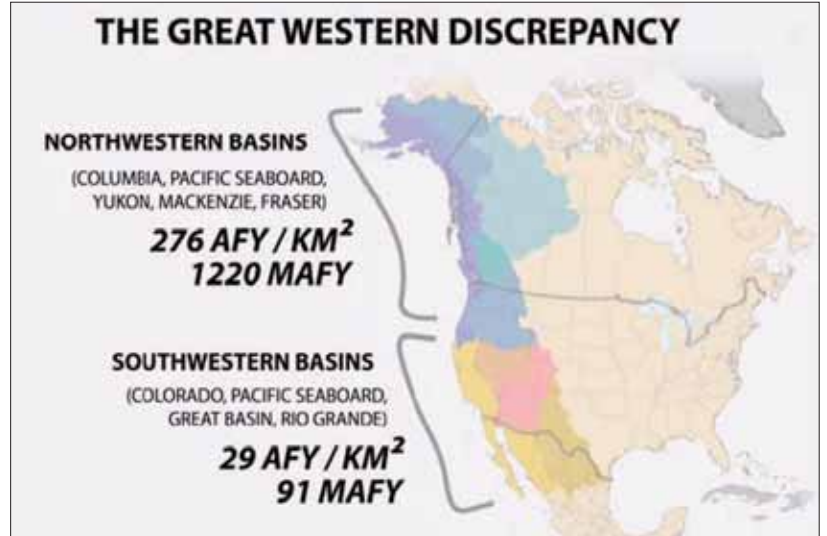 THE GREAT WESTERN DISCREPANCY
NORTHWESTERN BASINS
(COLUMBIA, PACIFIC SEABOARD,
YUKON, MACKENZIE, FRASER)
276 AFY / KM²
1220 MAFY
SOUTHWESTERN BASINS
(COLORADO, PACIFIC SEABOARD,
GREAT BASIN, RIO GRANDE)
29 AFY / KM²
91 MAFY